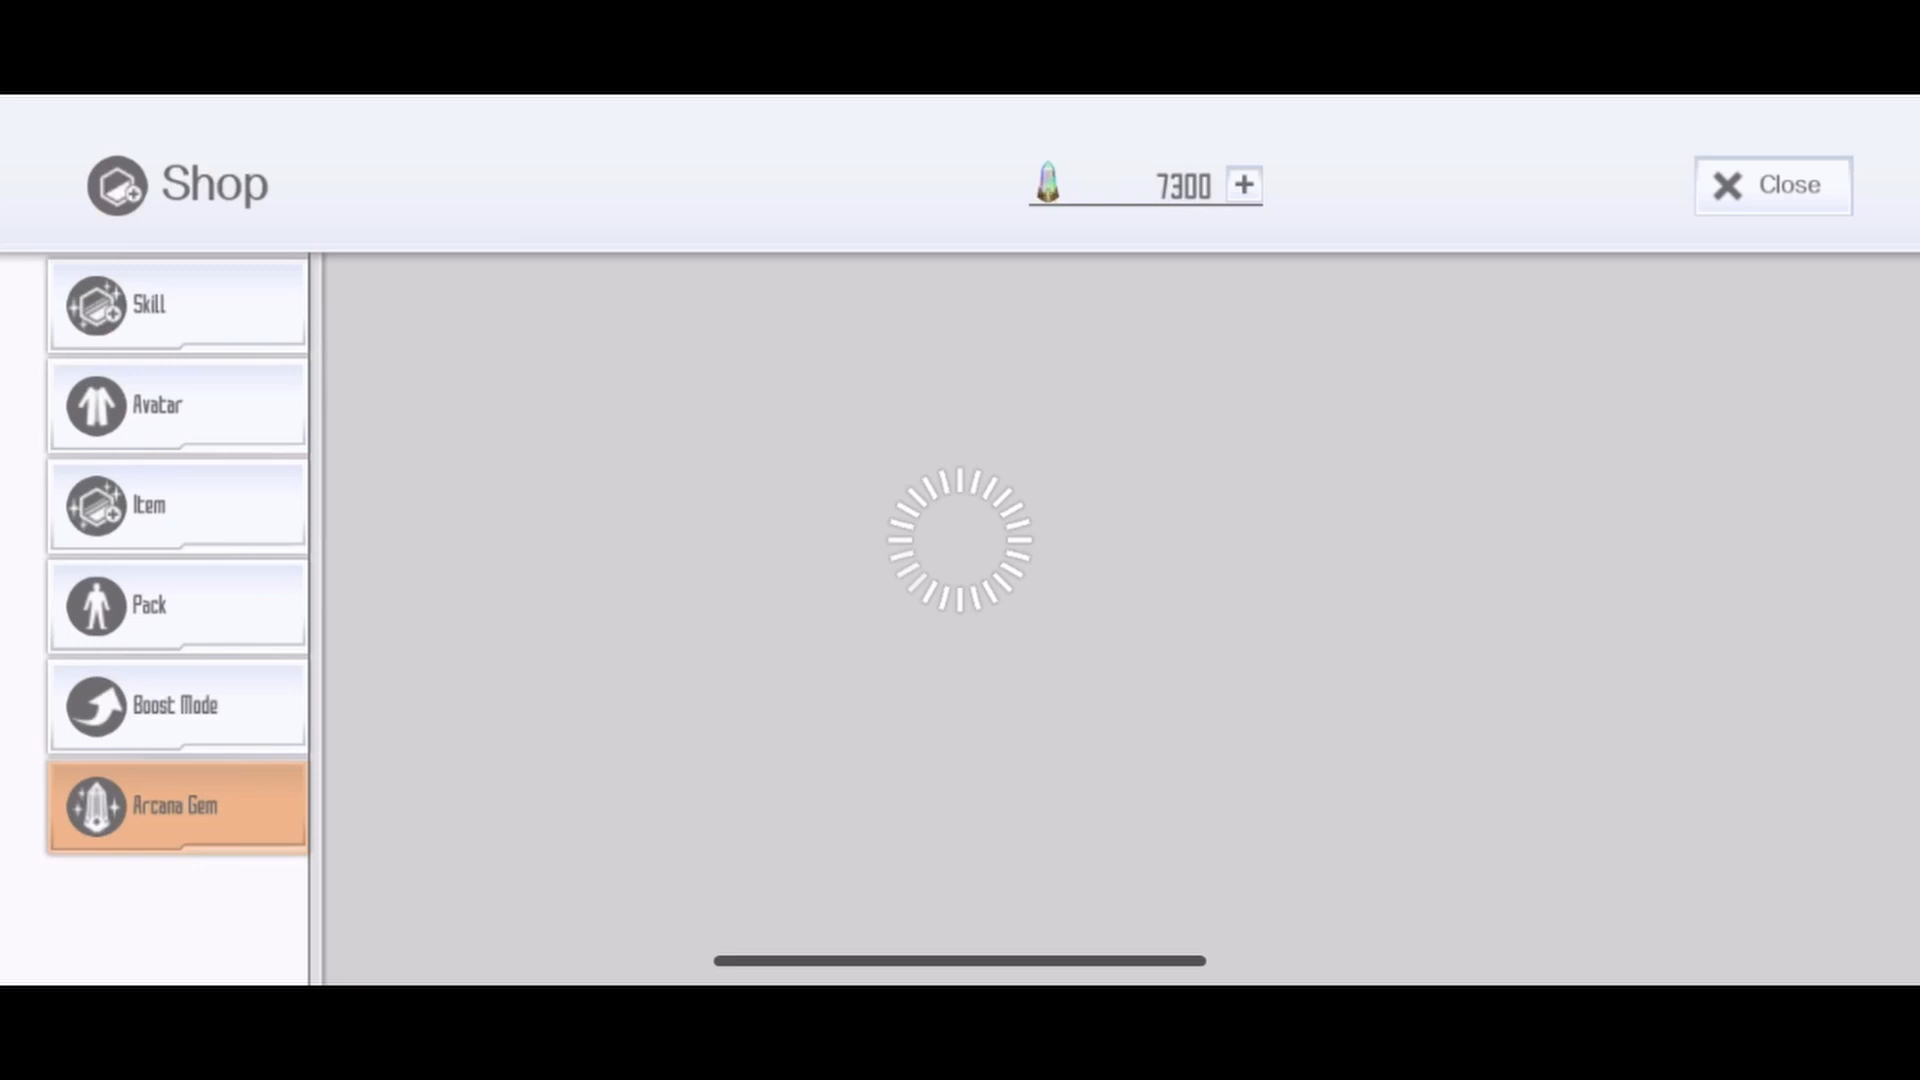 Shop
7300
Close
Skill
Avatar
Item
Pack
Boost Mode
Arcana Gem